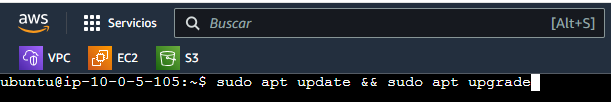 aws Servicios Buscar [Alt+S]
VPC EC2 S3
ubuntu@ip-10-0-5-105:~$ sudo apt update && sudo apt upgrade